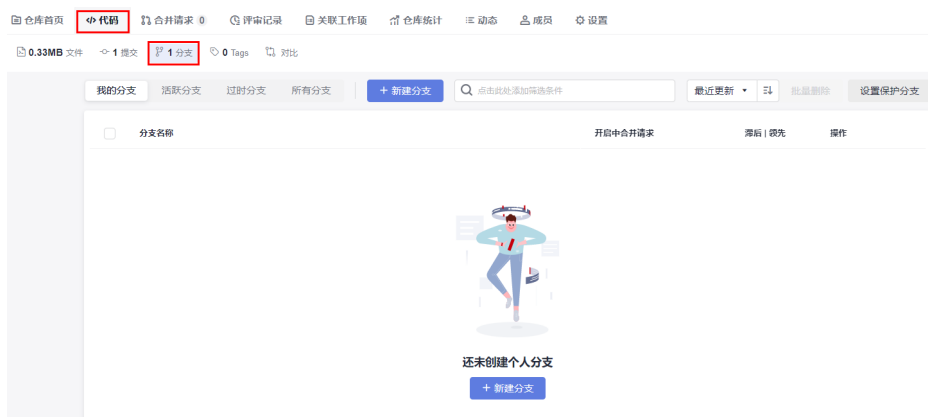 仓库首页 代码 合并请求 0 评审记录 关联工作项 仓库统计 动态 成员 设置
0.33MB 文件 1 提交 1 分支 0 Tags 对比
我的分支 活跃分支 过时分支 所有分支 + 新建分支 点击此处添加筛选条件 最近更新 批量删除 设置保护分支
分支名称 开启中合并请求 滞后 | 领先 操作
还未创建个人分支
+ 新建分支